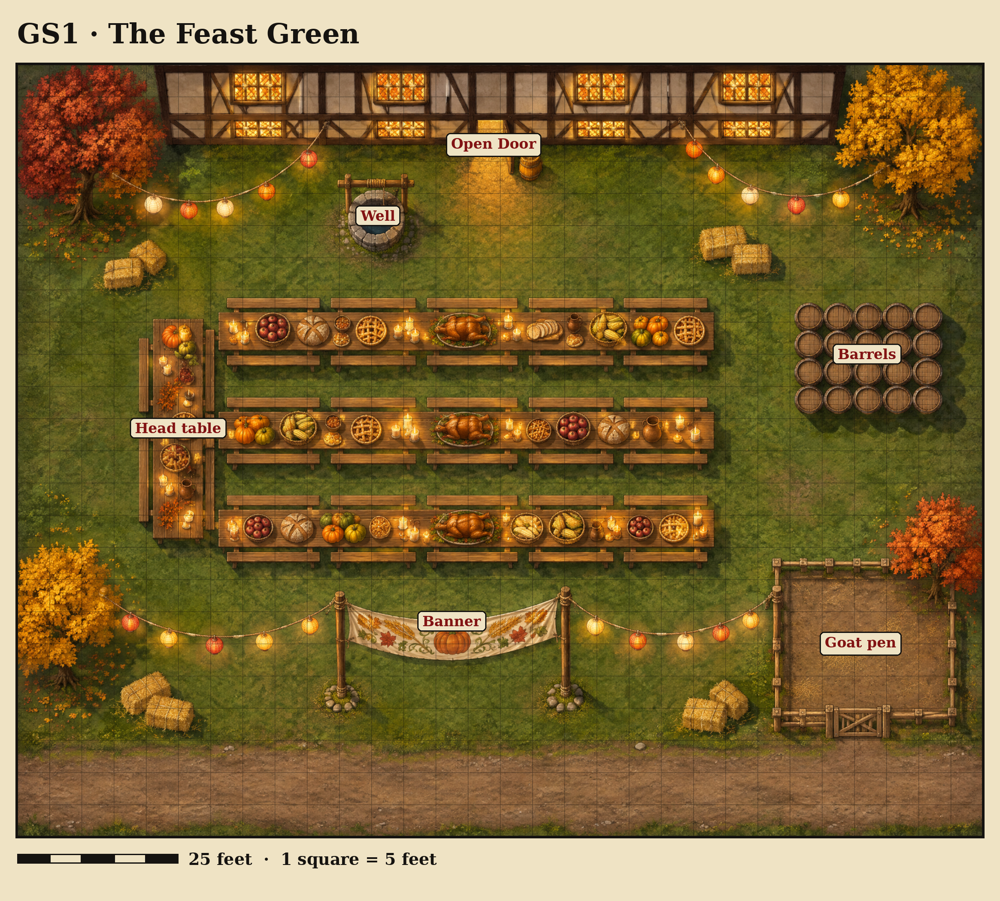 GS1 · The Feast Green
Open Door
Well
Barrels
Head table
Banner
Goat pen
25 feet · 1 square = 5 feet